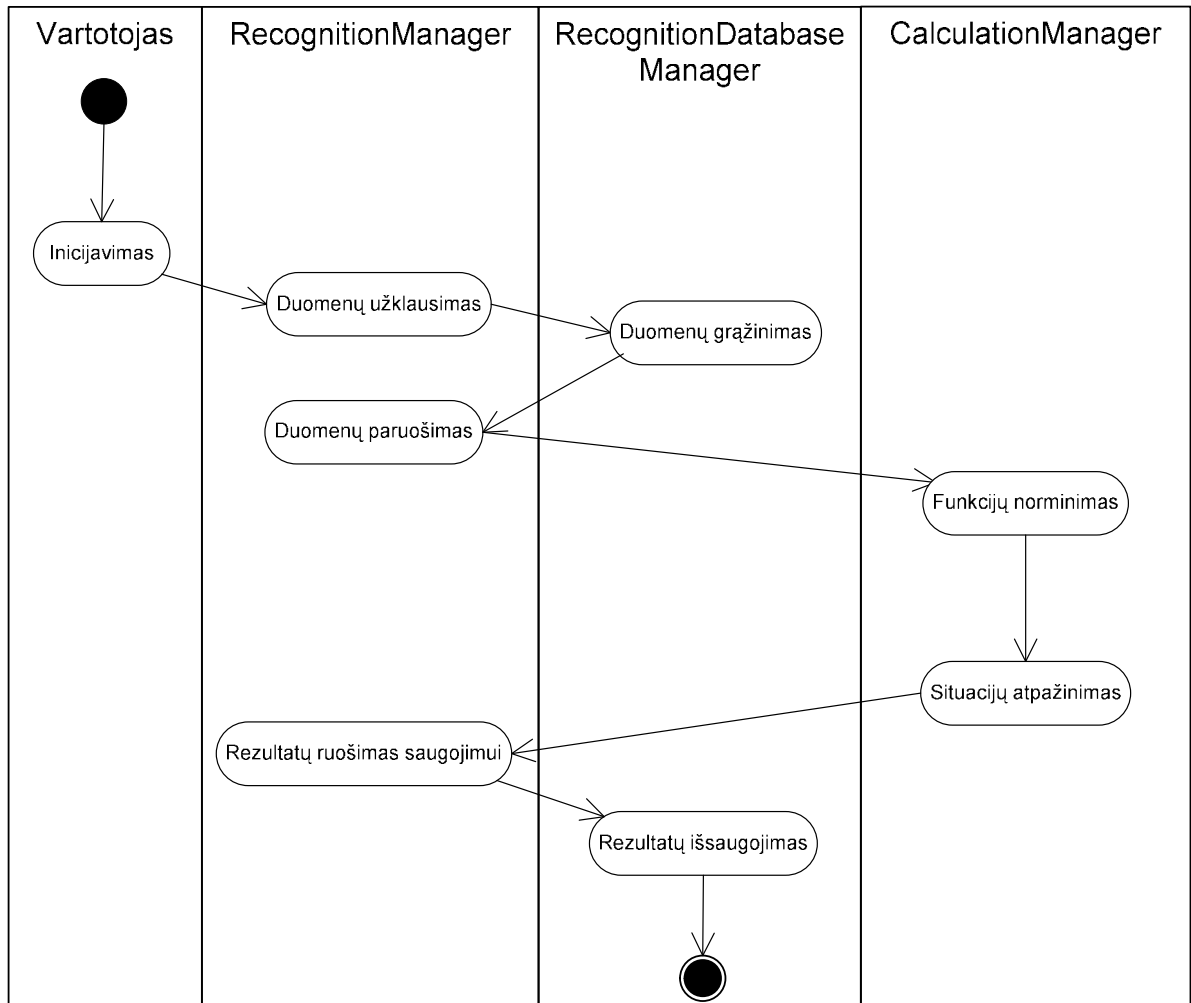 Vartotojas
RecognitionManager
RecognitionDatabase
Manager
CalculationManager
Inicijavimas
Duomenų užklausimas
Duomenų grąžinimas
Duomenų paruošimas
Funkcijų norminimas
Situacijų atpažinimas
Rezultatų ruošimas saugojimui
Rezultatų išsaugojimas